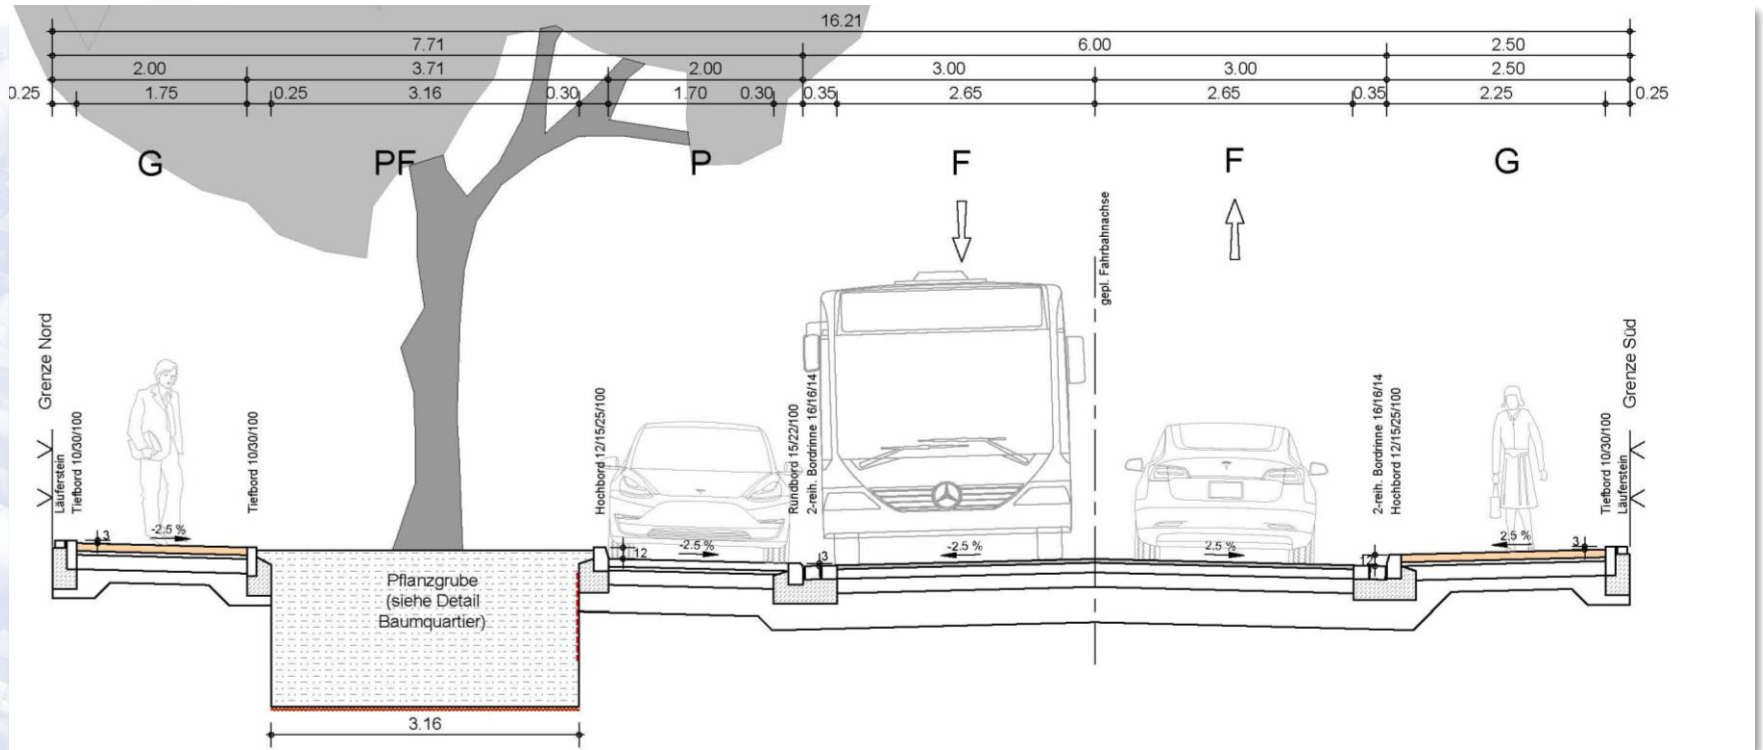 16.21
7.71 6.00 2.50
2.00 3.71 2.00 3.00 3.00 2.50
0.25 1.75 0.25 3.16 0.30 1.70 0.30 0.35 2.65 2.65 0.35 2.25 0.25
G PF P F F G
gepl. Fahrbahnachse
Grenze Nord
Läuferstein
Tiefbord 10/30/100
Tiefbord 10/30/100
Hochbord 12/15/25/100
Rundbord 15/22/100
2-reih. Bordrinne 16/16/14
2-reih. Bordrinne 16/16/14
Hochbord 12/15/25/100
Tiefbord 10/30/100
Läuferstein
Grenze Süd
3 -2.5 % 12 -2.5 % 3 -2.5 % 2.5 % 12 2.5 % 3
Pflanzgrube
(siehe Detail
Baumquartier)
3.16